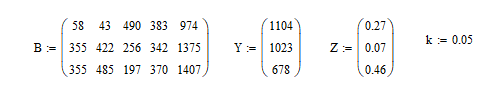 58 43 490 383 974
B := 355 422 256 342 1375
355 485 197 370 1407
1104
Y := 1023
678
0.27
Z := 0.07
0.46
k := 0.05